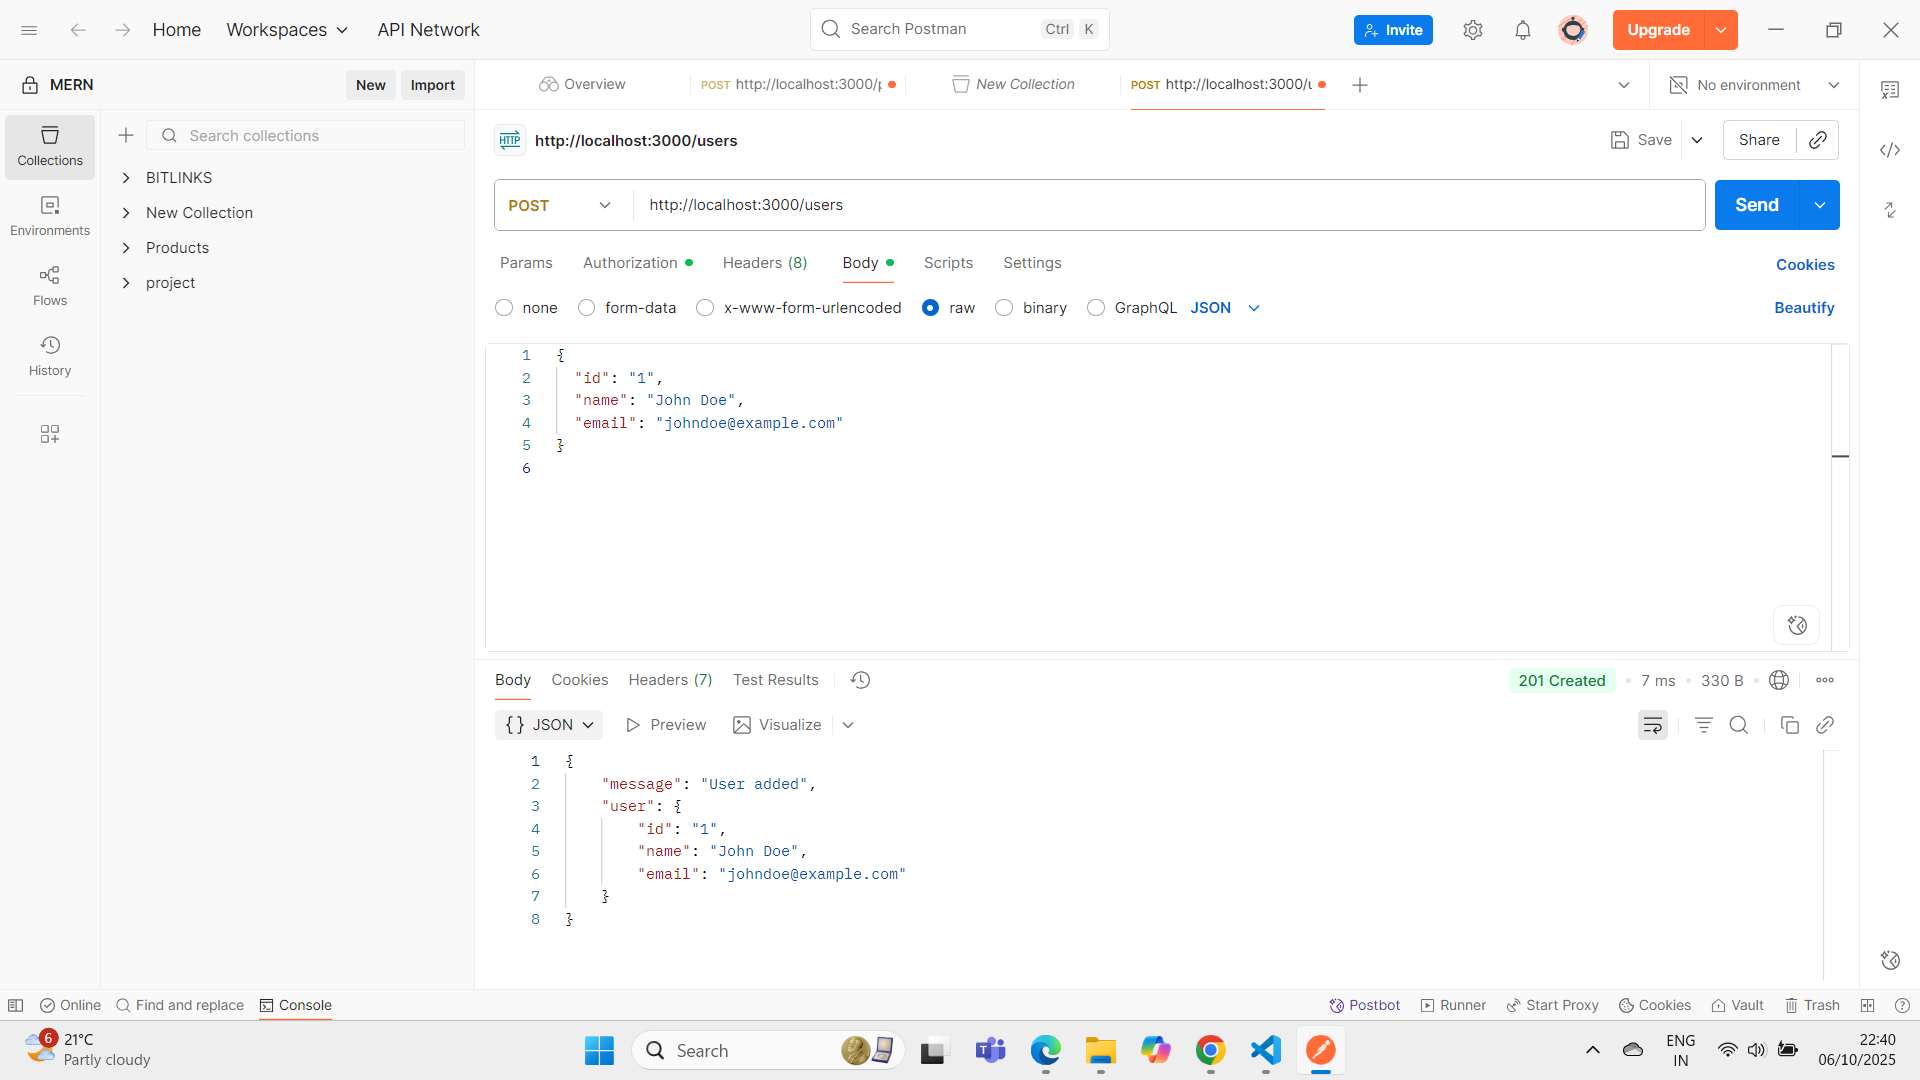 Home
Workspaces
API Network
Search Postman
Ctrl
K
Invite
Upgrade
MERN
New
Import
Overview
POST http://localhost:3000/
New Collection
POST http://localhost:3000/
No environment
Collections
Search collections
BITLINKS
New Collection
Products
project
Environments
Flows
History
HTTP
http://localhost:3000/users
Save
Share
POST
http://localhost:3000/users
Send
Params
Authorization
Headers (8)
Body
Scripts
Settings
Cookies
none
form-data
x-www-form-urlencoded
raw
binary
GraphQL
JSON
Beautify
1 {
2 "id": "1",
3 "name": "John Doe",
4 "email": "johndoe@example.com"
5 }
6
Body
Cookies
Headers (7)
Test Results
201 Created
7 ms
330 B
{} JSON
Preview
Visualize
1 {
2 "message": "User added",
3 "user": {
4 "id": "1",
5 "name": "John Doe",
6 "email": "johndoe@example.com"
7 }
8 }
Online
Find and replace
Console
Postbot
Runner
Start Proxy
Cookies
Vault
Trash
6
21°C
Partly cloudy
Search
ENG
IN
22:40
06/10/2025